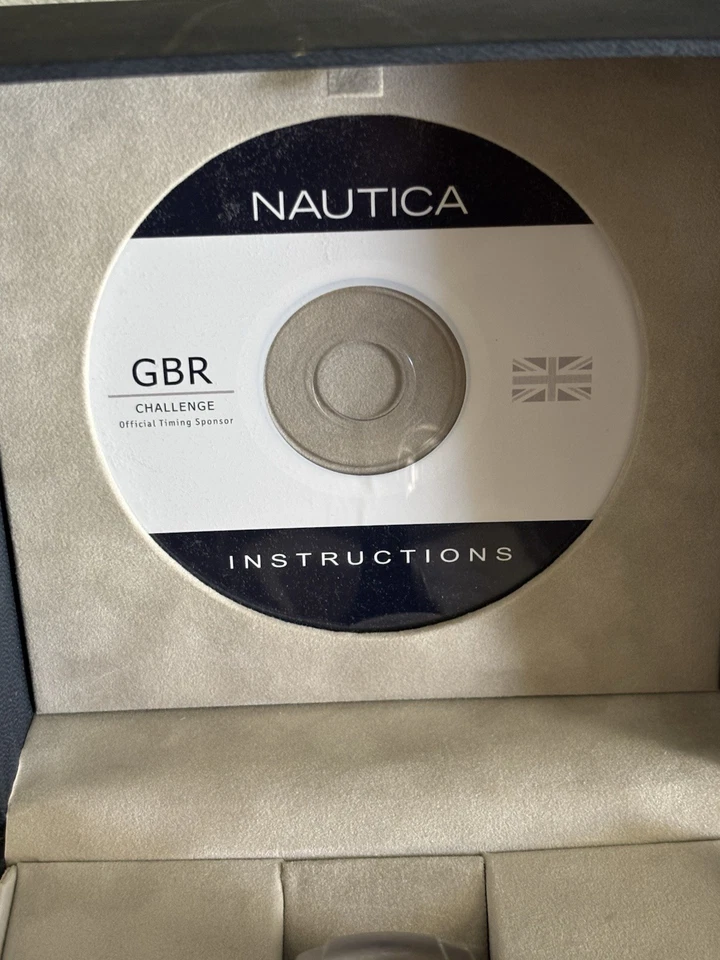 NAUTICA
GBR
CHALLENGE
Official Timing Sponsor
INSTRUCTIONS